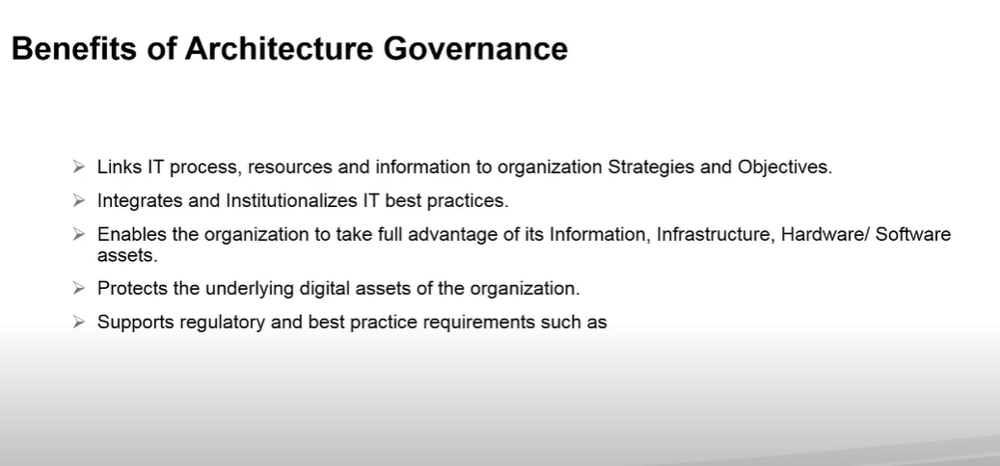 Benefits of Architecture Governance
➢ Links IT process, resources and information to organization Strategies and Objectives.
➢ Integrates and Institutionalizes IT best practices.
➢ Enables the organization to take full advantage of its Information, Infrastructure, Hardware/ Software
assets.
➢ Protects the underlying digital assets of the organization.
➢ Supports regulatory and best practice requirements such as